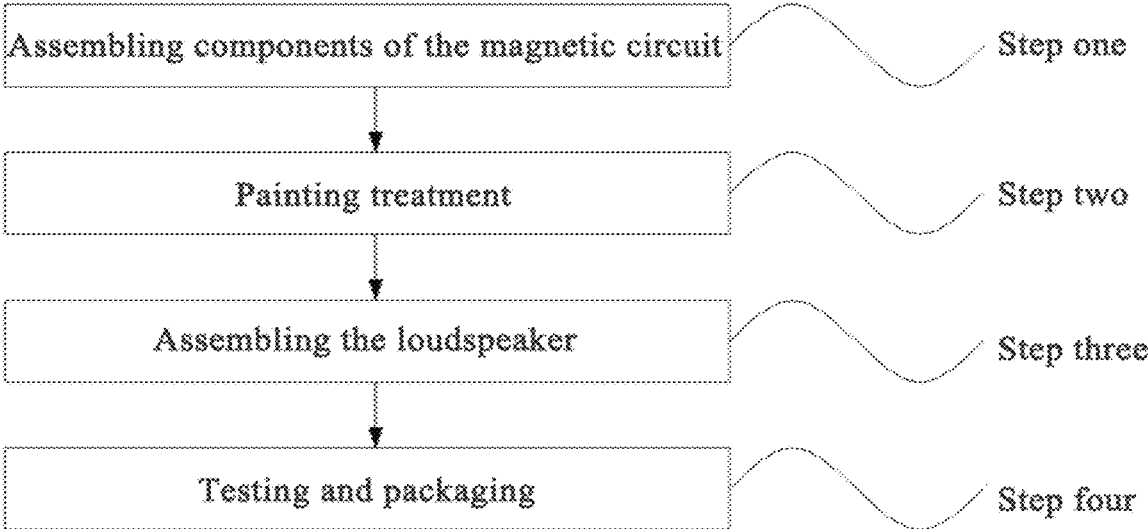 Assembling components of the magnetic circuit
Step one
Painting treatment
Step two
Assembling the loudspeaker
Step three
Testing and packaging
Step four